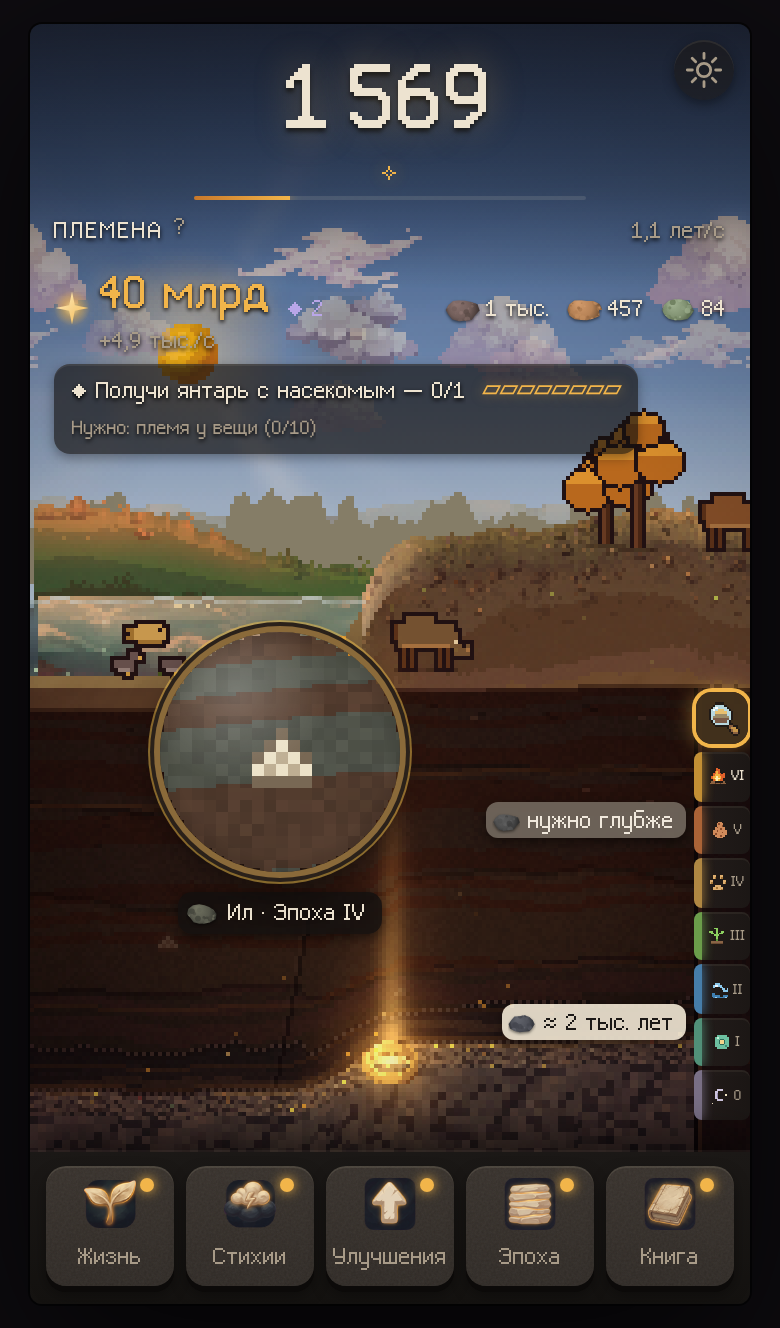 1 569
ПЛЕМЕНА ?
1,1 лет/с
40 млрд
2
1 тыс.
457
84
+4,9 тыс./с
Получи янтарь с насекомым — 0/1
Нужно: племя у вещи (0/10)
VI
нужно глубже
V
IV
Ил · Эпоха IV
III
II
≈ 2 тыс. лет
I
0
Жизнь
Стихии
Улучшения
Эпоха
Книга